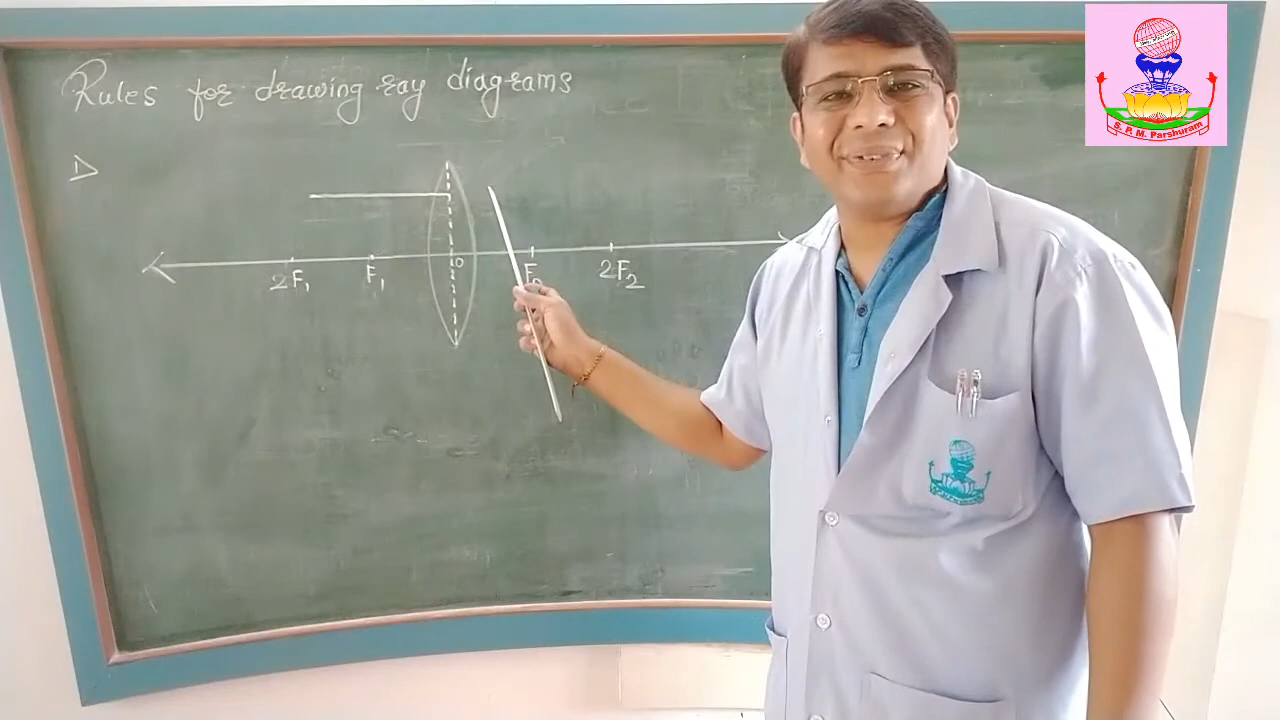 Rules for drawing ray diagrams
2F₁ F₁ O F₂ 2F₂
S. P. M. Parshuram